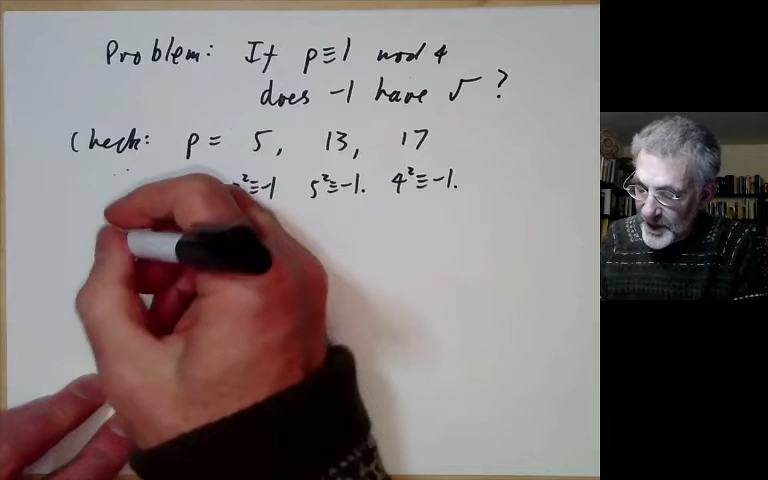 Problem: If p≡1 mod 4
does -1 have √ ?
Check: p = 5, 13, 17
²≡-1 5²≡-1. 4²≡-1.